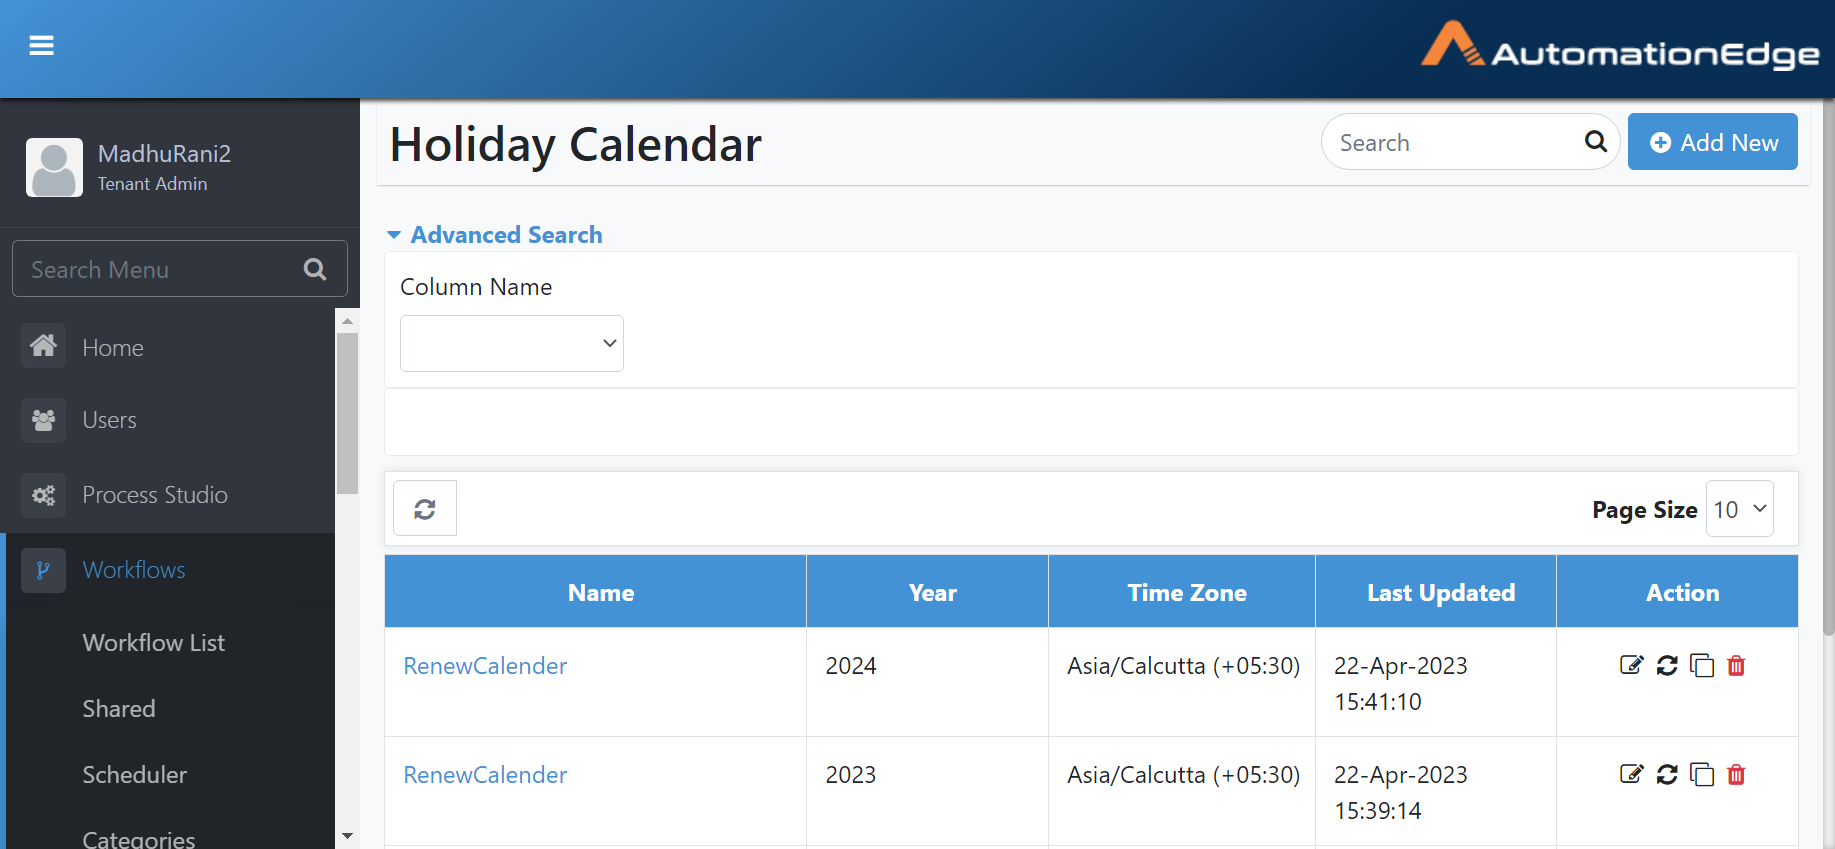 AutomationEdge
MadhuRani2
Tenant Admin
Search Menu
Home
Users
Process Studio
Workflows
Workflow List
Shared
Scheduler
Categories
Holiday Calendar
Search
Add New
Advanced Search
Column Name
Page Size 10
Name Year Time Zone Last Updated Action
RenewCalender 2024 Asia/Calcutta (+05:30) 22-Apr-2023
15:41:10
RenewCalender 2023 Asia/Calcutta (+05:30) 22-Apr-2023
15:39:14